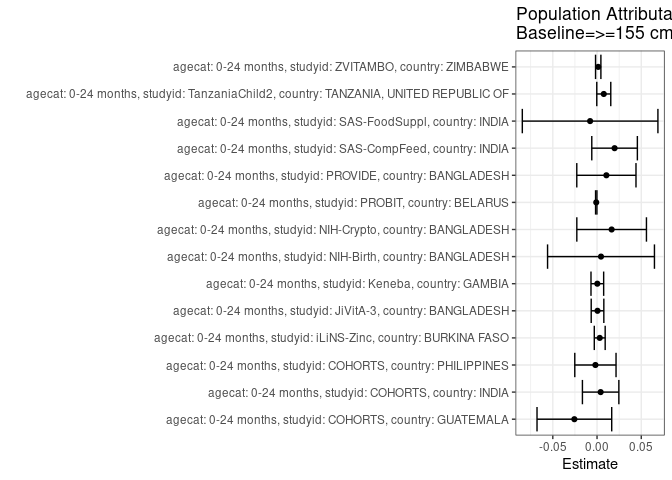 Population Attributa
Baseline=>=155 cm
agecat: 0-24 months, studyid: ZVITAMBO, country: ZIMBABWE
agecat: 0-24 months, studyid: TanzaniaChild2, country: TANZANIA, UNITED REPUBLIC OF
agecat: 0-24 months, studyid: SAS-FoodSuppl, country: INDIA
agecat: 0-24 months, studyid: SAS-CompFeed, country: INDIA
agecat: 0-24 months, studyid: PROVIDE, country: BANGLADESH
agecat: 0-24 months, studyid: PROBIT, country: BELARUS
agecat: 0-24 months, studyid: NIH-Crypto, country: BANGLADESH
agecat: 0-24 months, studyid: NIH-Birth, country: BANGLADESH
agecat: 0-24 months, studyid: Keneba, country: GAMBIA
agecat: 0-24 months, studyid: JiVitA-3, country: BANGLADESH
agecat: 0-24 months, studyid: iLiNS-Zinc, country: BURKINA FASO
agecat: 0-24 months, studyid: COHORTS, country: PHILIPPINES
agecat: 0-24 months, studyid: COHORTS, country: INDIA
agecat: 0-24 months, studyid: COHORTS, country: GUATEMALA
-0.05 0.00 0.05
Estimate